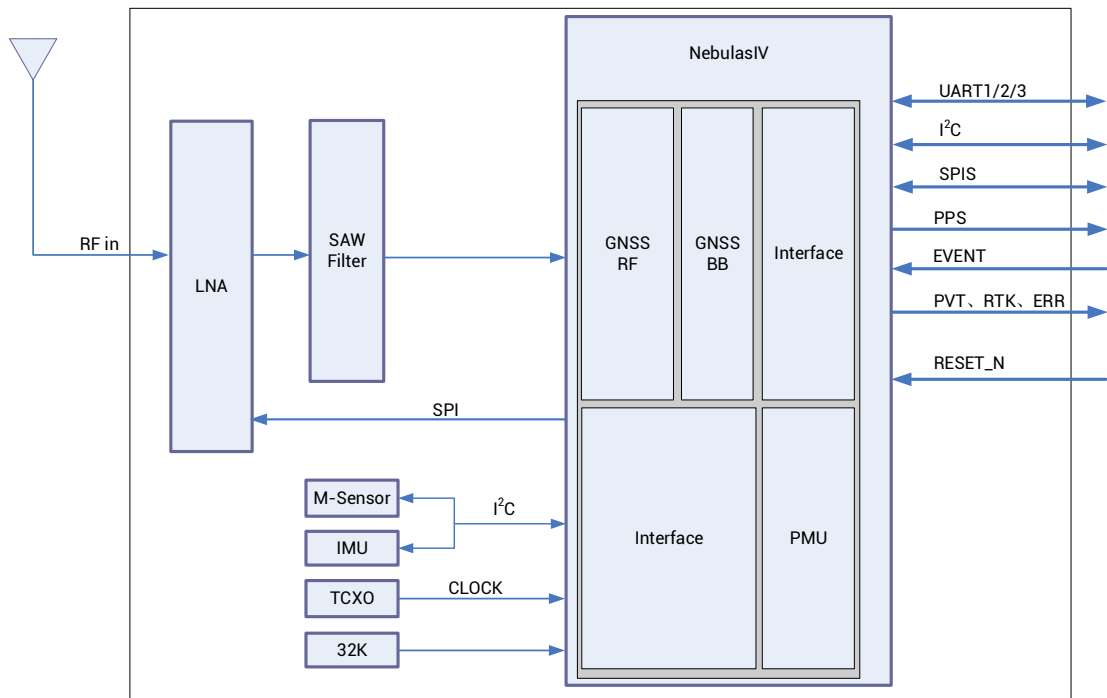 NebulasIV
UART1/2/3
I²C
SPIS
PPS
EVENT
PVT、RTK、ERR
RESET_N
RF in
LNA
SAW
Filter
GNSS
RF
GNSS
BB
Interface
SPI
M-Sensor
IMU
I²C
TCXO
CLOCK
32K
Interface
PMU